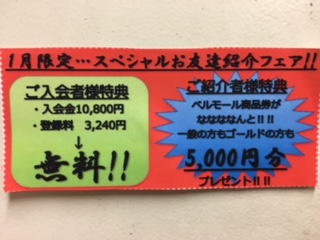 1月限定…スペシャルお友達紹介フェア!!
ご入会者様特典
・入会金10,800円
・登録料 3,240円
↓
無料!!
ご紹介者様特典
ベルモール商品券が
なななななんと!!
一般の方もゴールドの方も
5,000円分
プレゼント!!